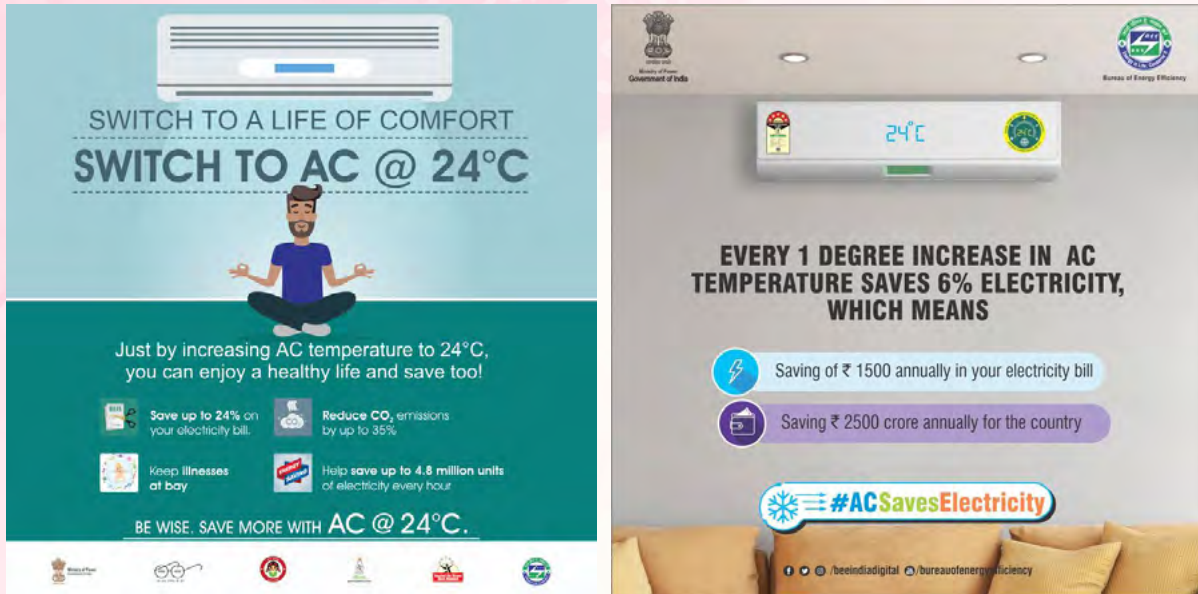 SWITCH TO A LIFE OF COMFORT
SWITCH TO AC @ 24°C
Just by increasing AC temperature to 24°C,
you can enjoy a healthy life and save too!
Save up to 24% on
your electricity bill.
Reduce CO₂ emissions
by up to 35%
Keep illnesses
at bay
Help save up to 4.8 million units
of electricity every hour
BE WISE. SAVE MORE WITH AC @ 24°C.
Ministry of Power
Government of India
Bureau of Energy Efficiency
24°C
EVERY 1 DEGREE INCREASE IN AC
TEMPERATURE SAVES 6% ELECTRICITY,
WHICH MEANS
Saving of ₹ 1500 annually in your electricity bill
Saving ₹ 2500 crore annually for the country
#ACSavesElectricity
/beeindiadigital /bureauofenergyefficiency